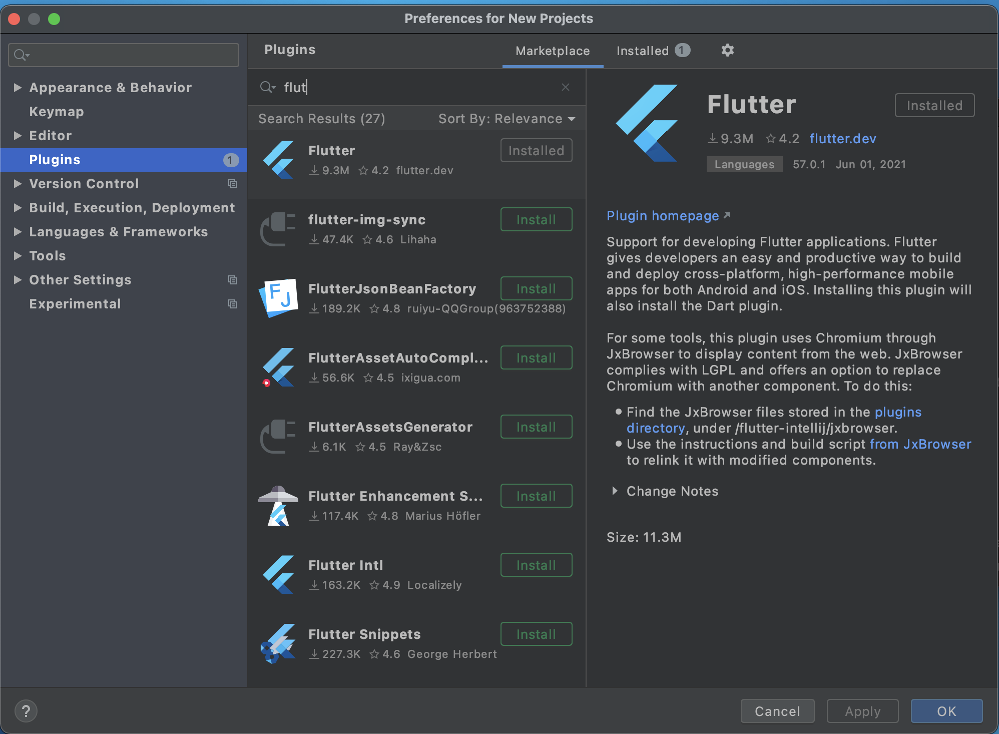 Preferences for New Projects
Appearance & Behavior
Keymap
Editor
Plugins 1
Version Control
Build, Execution, Deployment
Languages & Frameworks
Tools
Other Settings
Experimental
Plugins
Marketplace
Installed 1
flut
Search Results (27)
Sort By: Relevance
Flutter
Installed
9.3M 4.2 flutter.dev
flutter-img-sync
Install
47.4K 4.6 Lihaha
FlutterJsonBeanFactory
Install
189.2K 4.8 ruiyu-QQGroup(963752388)
FlutterAssetAutoCompl...
Install
56.6K 4.5 ixigua.com
FlutterAssetsGenerator
Install
6.1K 4.5 Ray&Zsc
Flutter Enhancement S...
Install
117.4K 4.8 Marius Höfler
Flutter Intl
Install
163.2K 4.9 Localizely
Flutter Snippets
Install
227.3K 4.6 George Herbert
FJ
Flutter
Installed
9.3M 4.2 flutter.dev
Languages 57.0.1 Jun 01, 2021
Plugin homepage
Support for developing Flutter applications. Flutter
gives developers an easy and productive way to build
and deploy cross-platform, high-performance mobile
apps for both Android and iOS. Installing this plugin will
also install the Dart plugin.
For some tools, this plugin uses Chromium through
JxBrowser to display content from the web. JxBrowser
complies with LGPL and offers an option to replace
Chromium with another component. To do this:
• Find the JxBrowser files stored in the plugins
directory, under /flutter-intellij/jxbrowser.
• Use the instructions and build script from JxBrowser
to relink it with modified components.
Change Notes
Size: 11.3M
?
Cancel
Apply
OK